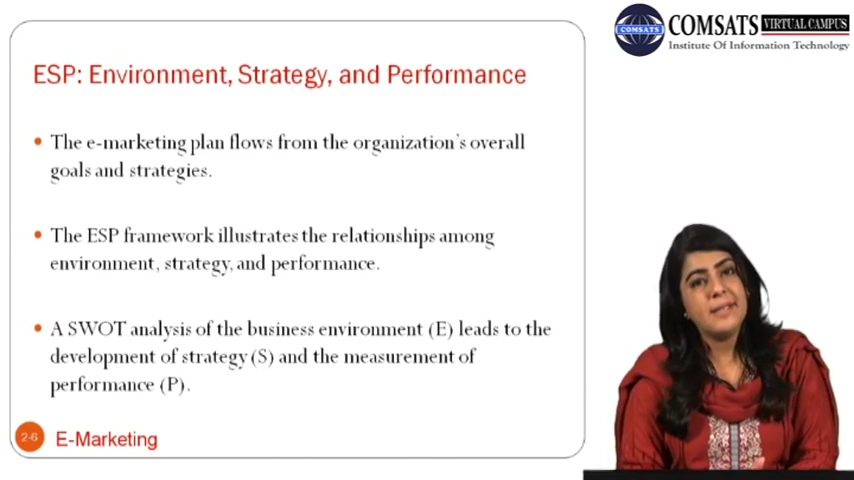 COMSATS VIRTUAL CAMPUS
COMSATS
Institute Of Information Technology
ESP: Environment, Strategy, and Performance
• The e-marketing plan flows from the organization's overall
goals and strategies.
• The ESP framework illustrates the relationships among
environment, strategy, and performance.
• A SWOT analysis of the business environment (E) leads to the
development of strategy (S) and the measurement of
performance (P).
2-6 E-Marketing